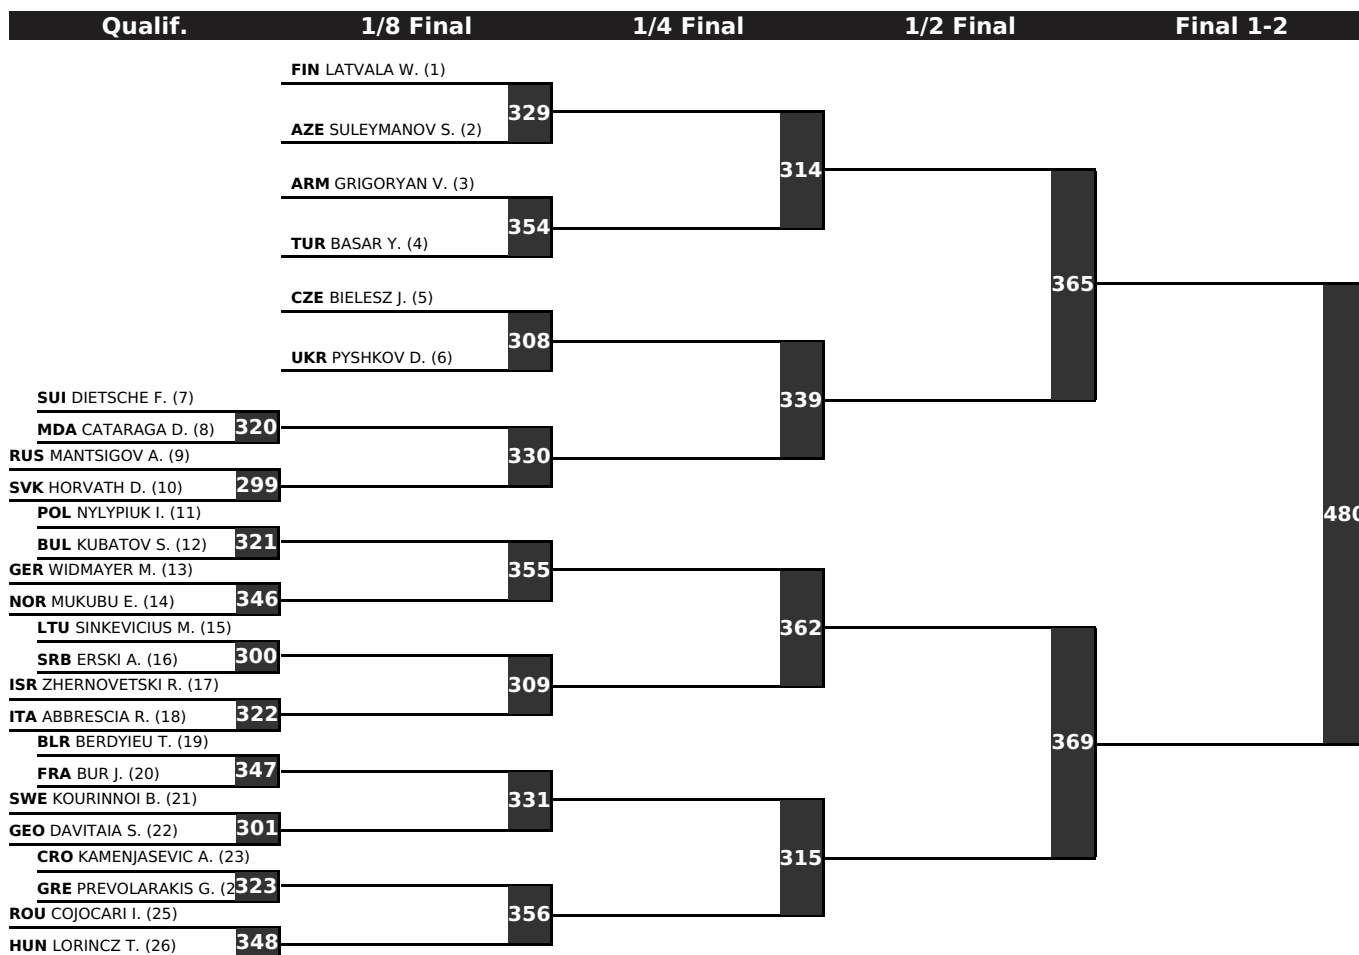 Qualif. 1/8 Final 1/4 Final 1/2 Final Final 1-2
FIN LATVALA W. (1)
329
AZE SULEYMANOV S. (2)
314
ARM GRIGORYAN V. (3)
354
TUR BASAR Y. (4)
365
CZE BIELESZ J. (5)
308
UKR PYSHKOV D. (6)
339
SUI DIETSCHE F. (7)
MDA CATARAGA D. (8) 320
RUS MANTSIGOV A. (9)
330
SVK HORVATH D. (10) 299
POL NYLYPIUK I. (11)
480
BUL KUBATOV S. (12) 321
GER WIDMAYER M. (13)
355
NOR MUKUBU E. (14) 346
LTU SINKEVICIUS M. (15)
362
SRB ERSKI A. (16) 300
ISR ZHERNOVETSKI R. (17)
309
ITA ABBRESCIA R. (18) 322
BLR BERDYIEU T. (19)
369
FRA BUR J. (20) 347
SWE KOURINNOI B. (21)
331
GEO DAVITAIA S. (22) 301
CRO KAMENJASEVIC A. (23)
315
GRE PREVOLARAKIS G. (2 323
ROU COJOCARI I. (25)
356
HUN LORINCZ T. (26) 348